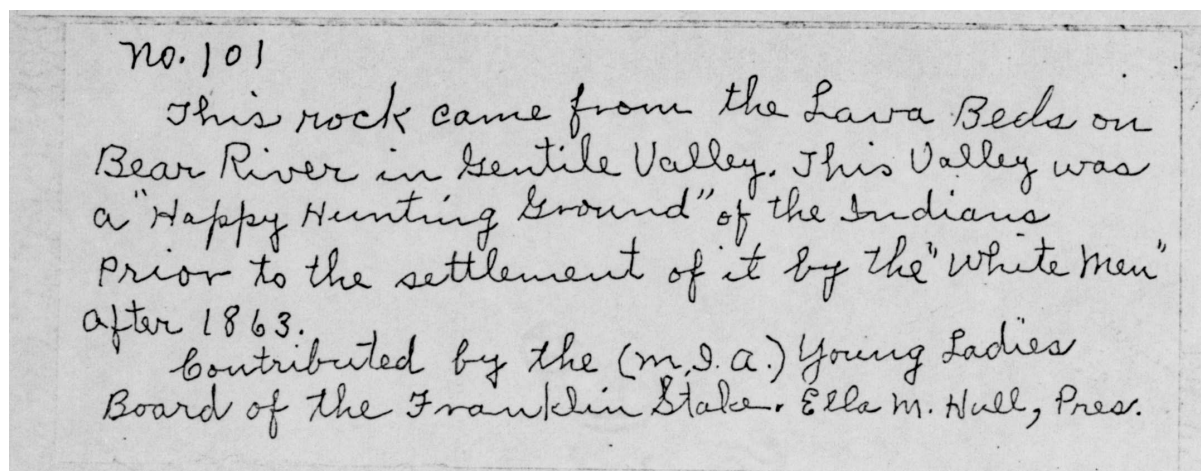 No. 101
This rock came from the Lava Beds on
Bear River in Gentile Valley. This Valley was
a "Happy Hunting Ground" of the Indians
Prior to the settlement of it by the "White Men"
after 1863.
Contributed by the (M.I.A.) Young Ladies
Board of the Franklin Stake. Ella M. Hull, Pres.